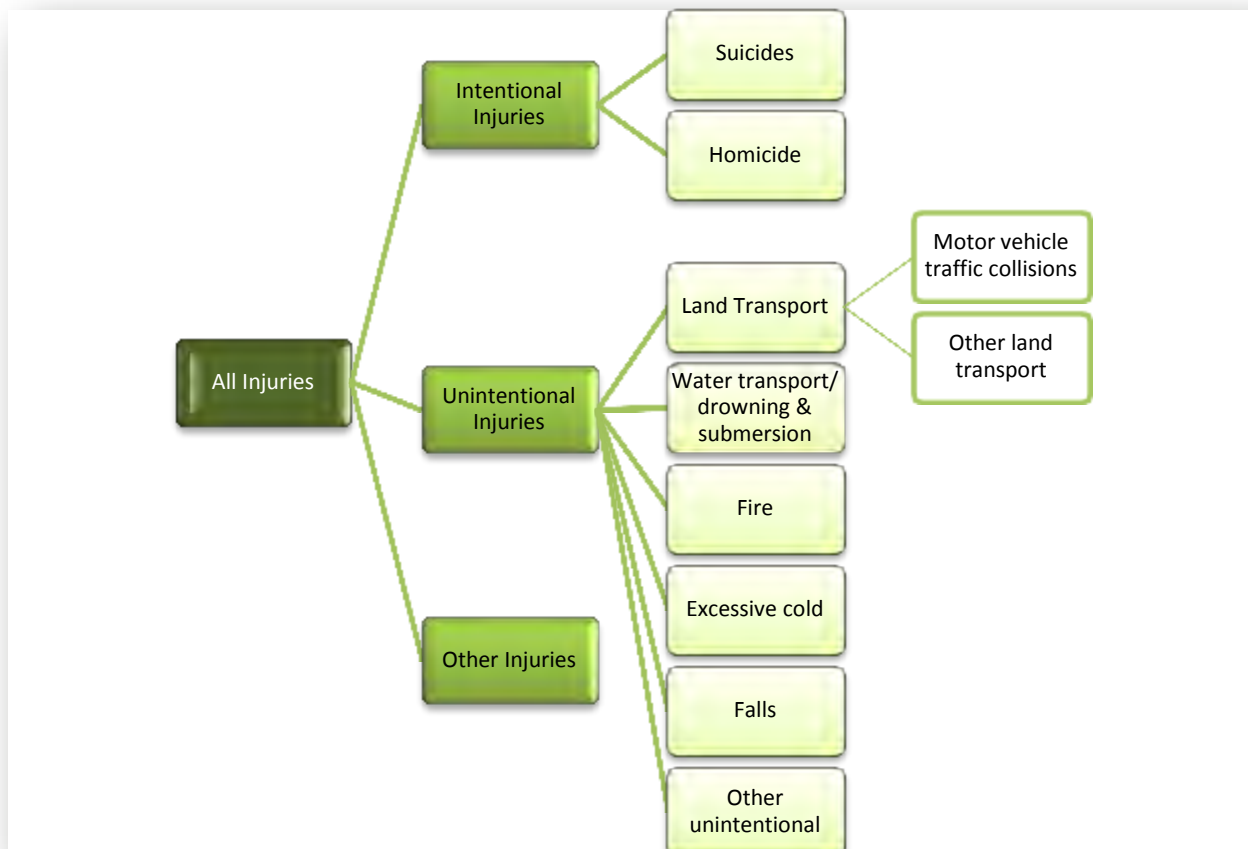 Suicides
Intentional
Injuries
Homicide
Motor vehicle
traffic collisions
Land Transport
Other land
transport
All Injuries
Unintentional
Injuries
Water transport/
drowning &
submersion
Fire
Excessive cold
Other Injuries
Falls
Other
unintentional